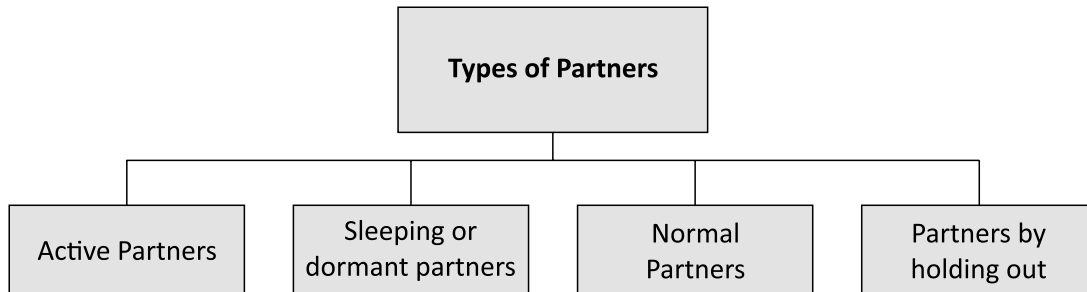 Types of Partners
Active Partners
Sleeping or
dormant partners
Normal
Partners
Partners by
holding out